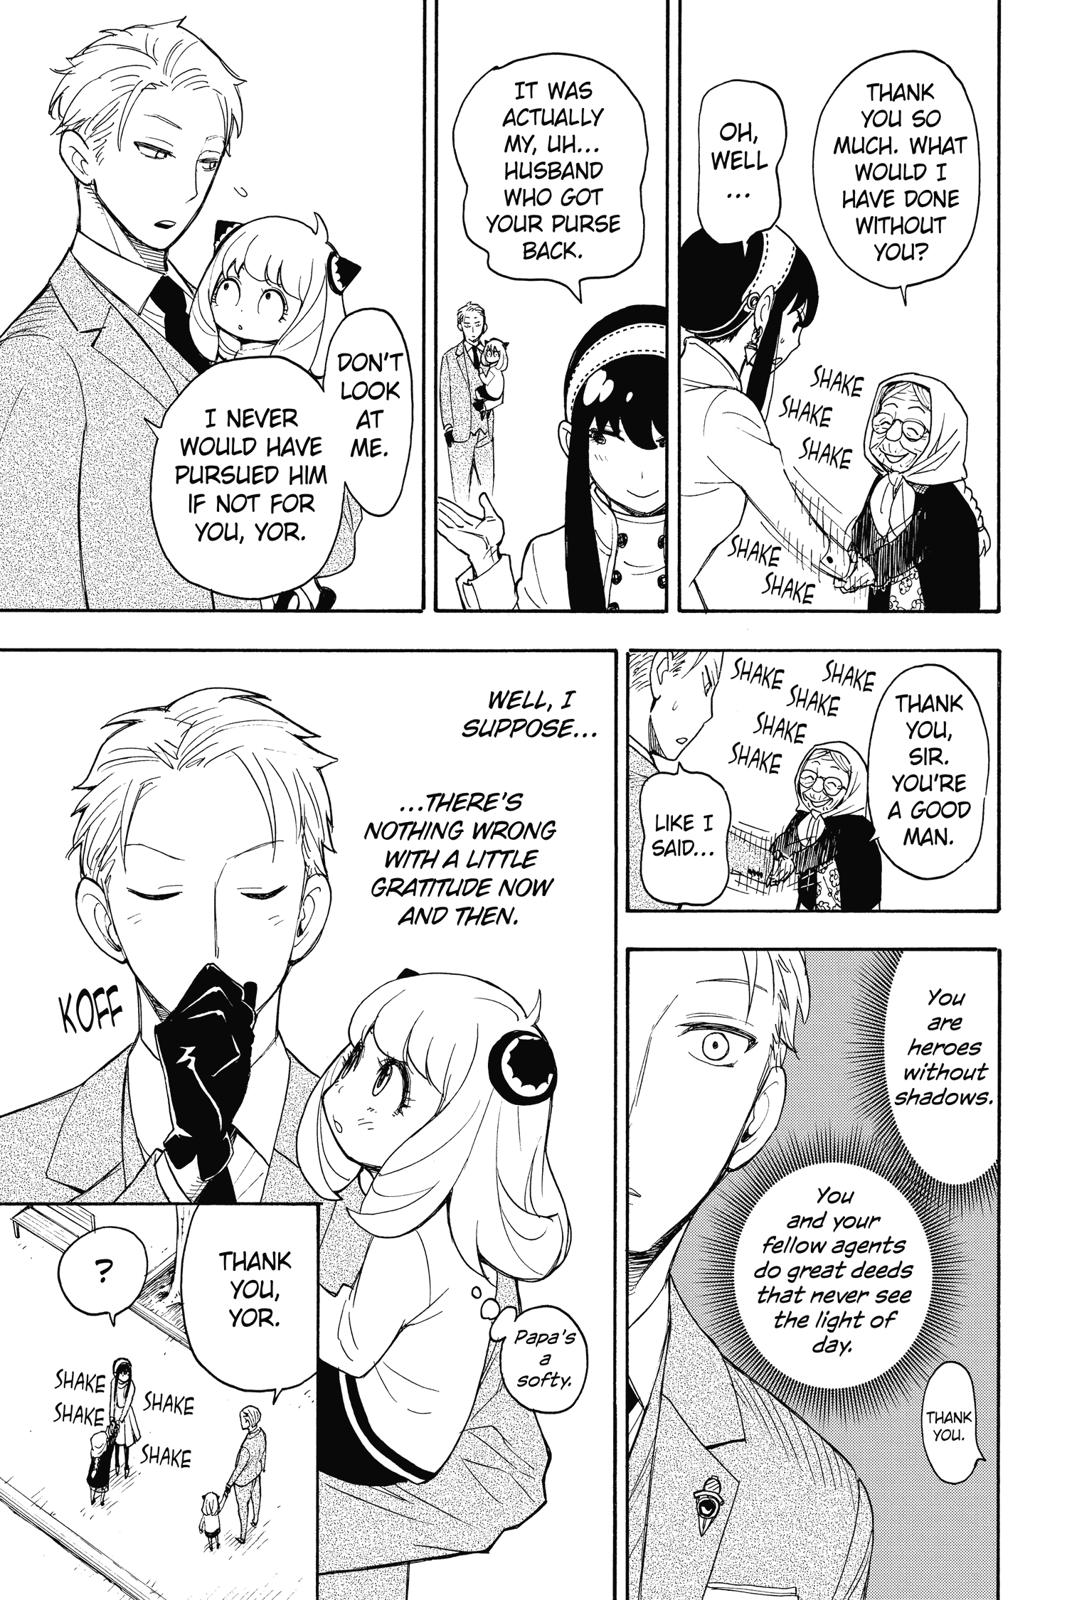 THANK
YOU SO
MUCH. WHAT
WOULD I
HAVE DONE
WITHOUT
YOU?
OH,
WELL
...
SHAKE
SHAKE
SHAKE
SHAKE
SHAKE
IT WAS
ACTUALLY
MY, UH...
HUSBAND
WHO GOT
YOUR PURSE
BACK.
DON'T
LOOK
AT
ME.
I NEVER
WOULD HAVE
PURSUED HIM
IF NOT FOR
YOU, YOR.
THANK
YOU,
SIR.
YOU'RE
A GOOD
MAN.
SHAKE
SHAKE
SHAKE
SHAKE
SHAKE
LIKE I
SAID...
You
are
heroes
without
shadows.
You
and your
fellow agents
do great deeds
that never see
the light of
day.
THANK
YOU.
WELL, I
SUPPOSE...
...THERE'S
NOTHING WRONG
WITH A LITTLE
GRATITUDE NOW
AND THEN.
KOFF
Papa's
a
softy.
THANK
YOU,
YOR.
?
SHAKE
SHAKE
SHAKE
SHAKE